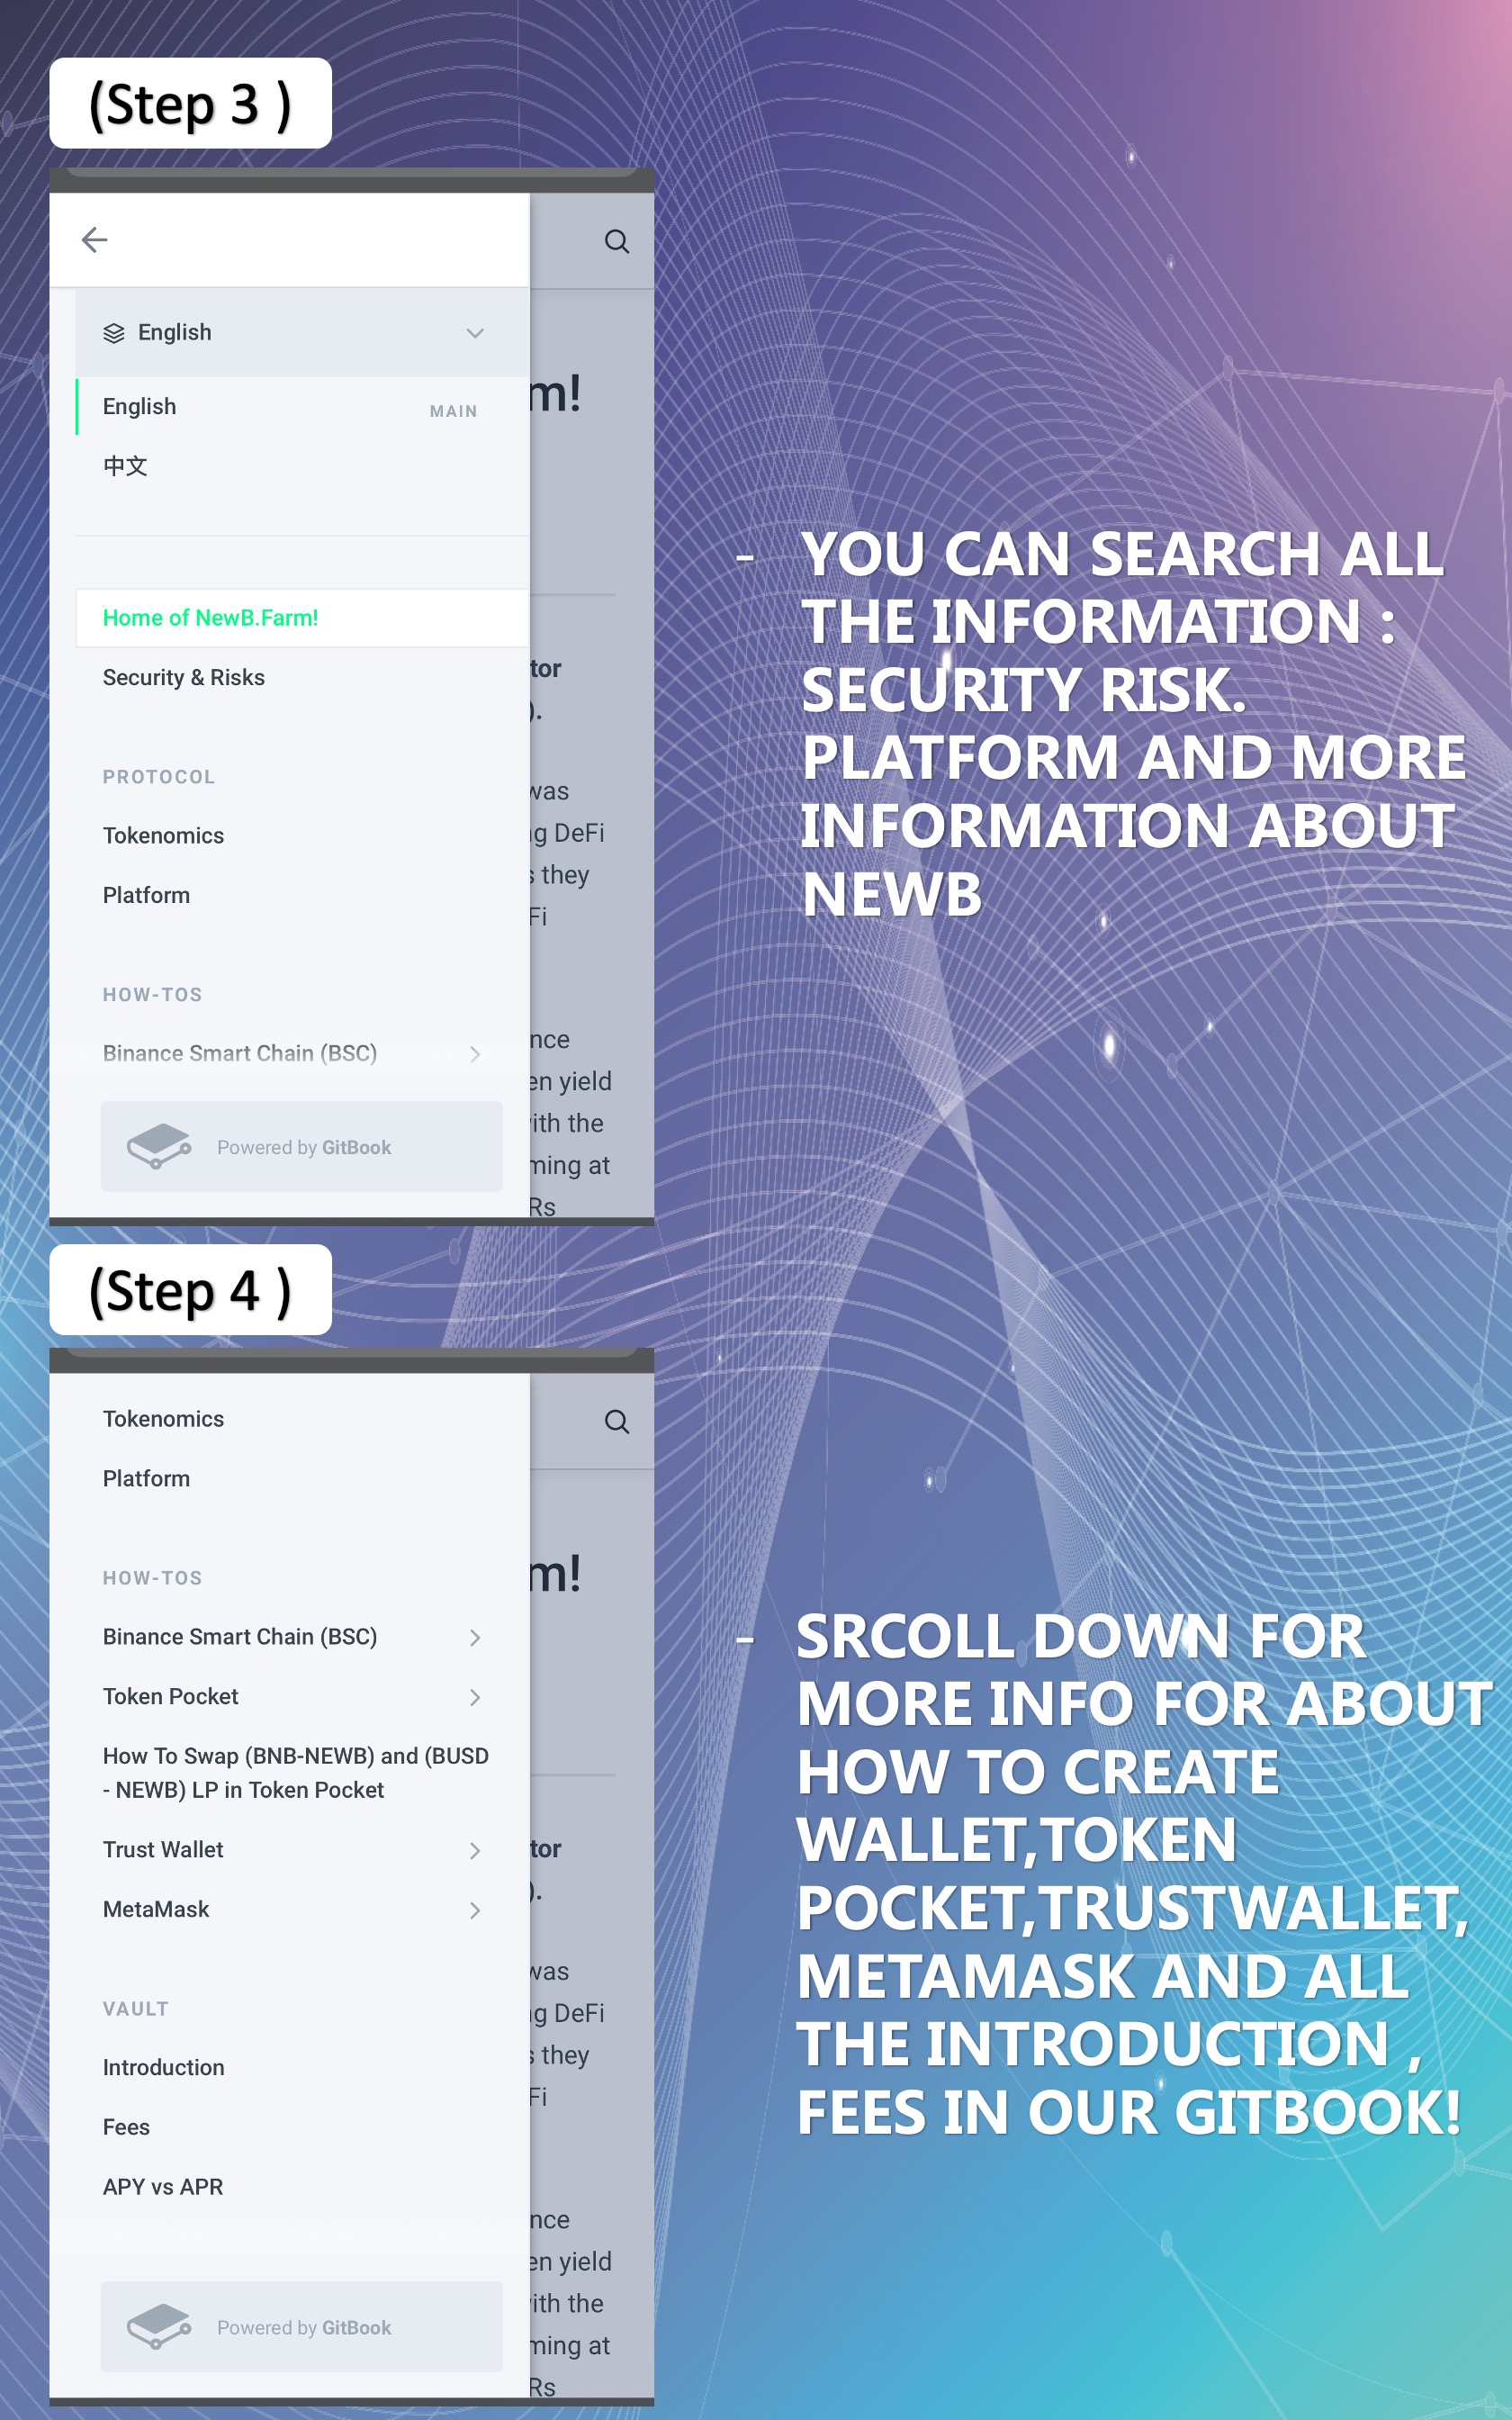 (Step 3 )
English
English MAIN
中文
Home of NewB.Farm!
Security & Risks
PROTOCOL
Tokenomics
Platform
HOW-TOS
Binance Smart Chain (BSC)
Powered by GitBook
m!
tor
).
was
ng DeFi
s they
Fi
nce
en yield
with the
ming at
Rs
- YOU CAN SEARCH ALL
THE INFORMATION :
SECURITY RISK.
PLATFORM AND MORE
INFORMATION ABOUT
NEWB
(Step 4 )
Tokenomics
Platform
HOW-TOS
Binance Smart Chain (BSC)
Token Pocket
How To Swap (BNB-NEWB) and (BUSD
- NEWB) LP in Token Pocket
Trust Wallet
MetaMask
VAULT
Introduction
Fees
APY vs APR
Powered by GitBook
m!
tor
).
was
ng DeFi
s they
Fi
nce
en yield
with the
ming at
Rs
- SRCOLL DOWN FOR
MORE INFO FOR ABOUT
HOW TO CREATE
WALLET,TOKEN
POCKET,TRUSTWALLET,
METAMASK AND ALL
THE INTRODUCTION ,
FEES IN OUR GITBOOK!